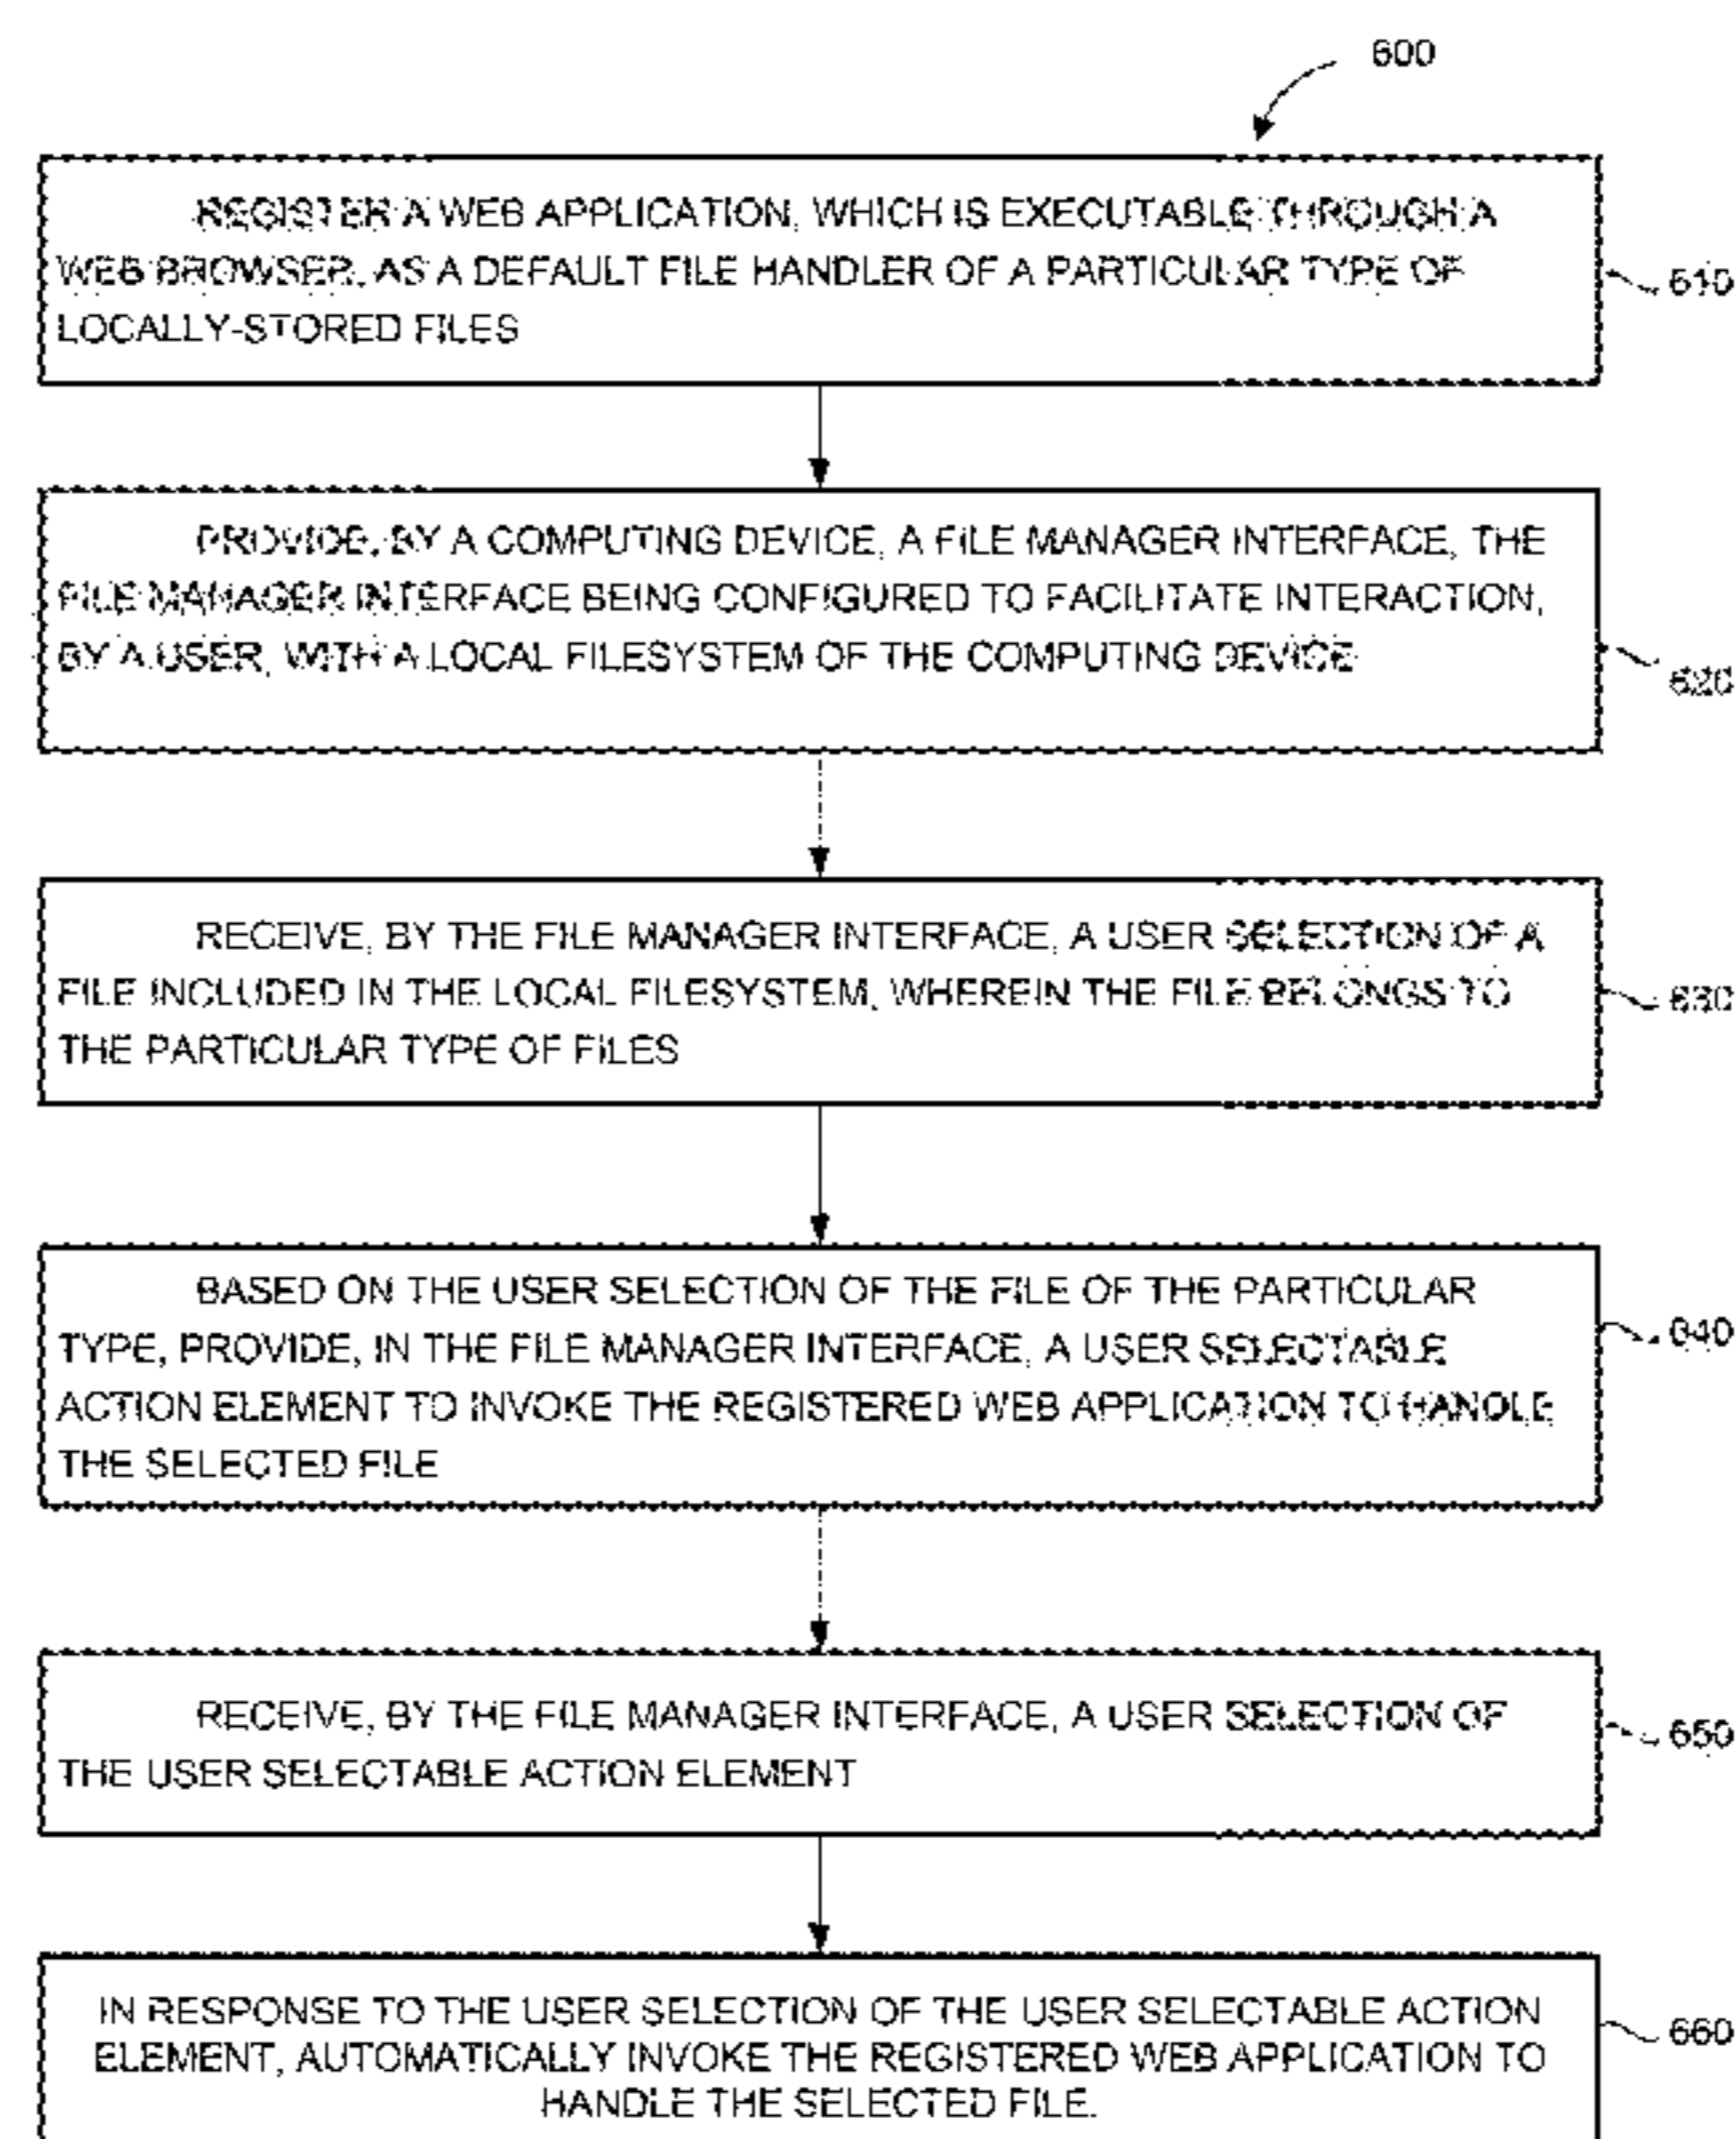 600
REGISTER A WEB APPLICATION, WHICH IS EXECUTABLE THROUGH A
WEB BROWSER, AS A DEFAULT FILE HANDLER OF A PARTICULAR TYPE OF
LOCALLY-STORED FILES
610
PROVIDE, BY A COMPUTING DEVICE, A FILE MANAGER INTERFACE, THE
FILE MANAGER INTERFACE BEING CONFIGURED TO FACILITATE INTERACTION,
BY A USER, WITH A LOCAL FILESYSTEM OF THE COMPUTING DEVICE
620
RECEIVE, BY THE FILE MANAGER INTERFACE, A USER SELECTION OF A
FILE INCLUDED IN THE LOCAL FILESYSTEM, WHEREIN THE FILE BELONGS TO
THE PARTICULAR TYPE OF FILES
630
BASED ON THE USER SELECTION OF THE FILE OF THE PARTICULAR
TYPE, PROVIDE, IN THE FILE MANAGER INTERFACE, A USER SELECTABLE
ACTION ELEMENT TO INVOKE THE REGISTERED WEB APPLICATION TO HANDLE
THE SELECTED FILE
640
RECEIVE, BY THE FILE MANAGER INTERFACE, A USER SELECTION OF
THE USER SELECTABLE ACTION ELEMENT
650
IN RESPONSE TO THE USER SELECTION OF THE USER SELECTABLE ACTION
ELEMENT, AUTOMATICALLY INVOKE THE REGISTERED WEB APPLICATION TO
HANDLE THE SELECTED FILE.
660